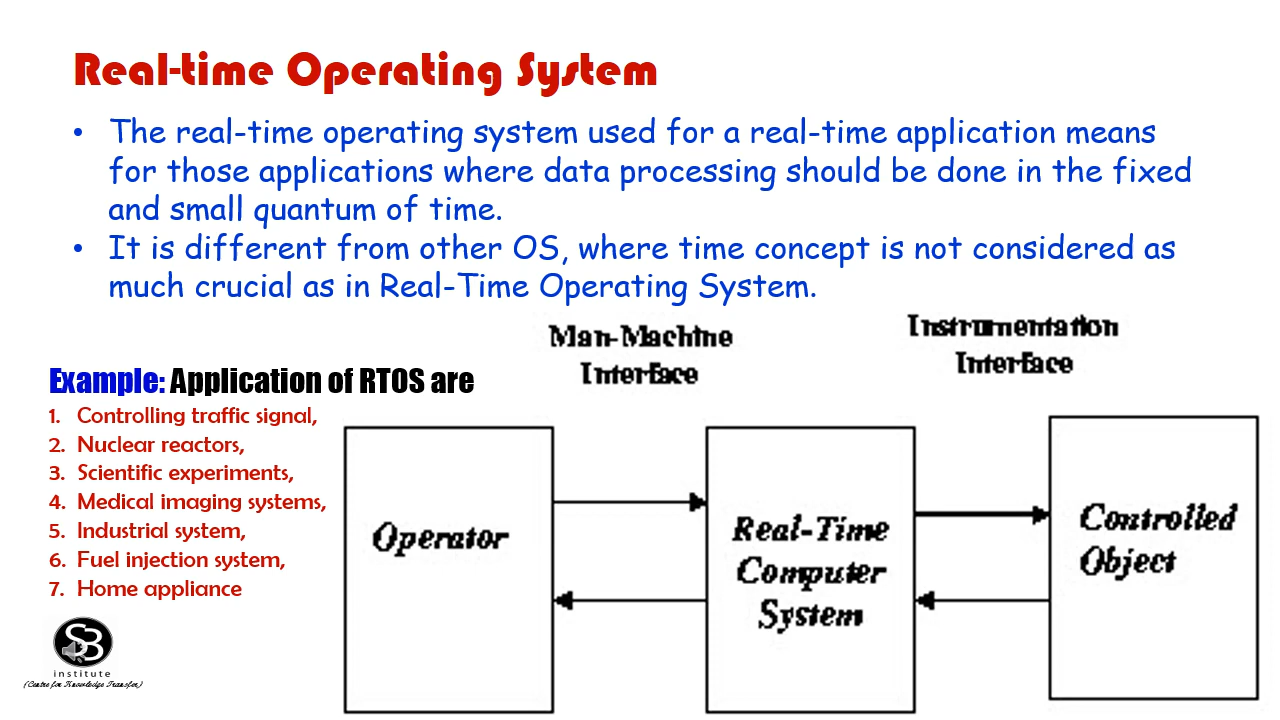 Real-time Operating System
• The real-time operating system used for a real-time application means
for those applications where data processing should be done in the fixed
and small quantum of time.
• It is different from other OS, where time concept is not considered as
much crucial as in Real-Time Operating System.
Man-Machine
Interface
Instrumentation
Interface
Example: Application of RTOS are
1. Controlling traffic signal,
2. Nuclear reactors,
3. Scientific experiments,
4. Medical imaging systems,
5. Industrial system,
6. Fuel injection system,
7. Home appliance
Operator
Real-Time
Computer
System
Controlled
Object
SB
institute
(Centre for Knowledge Transfer)